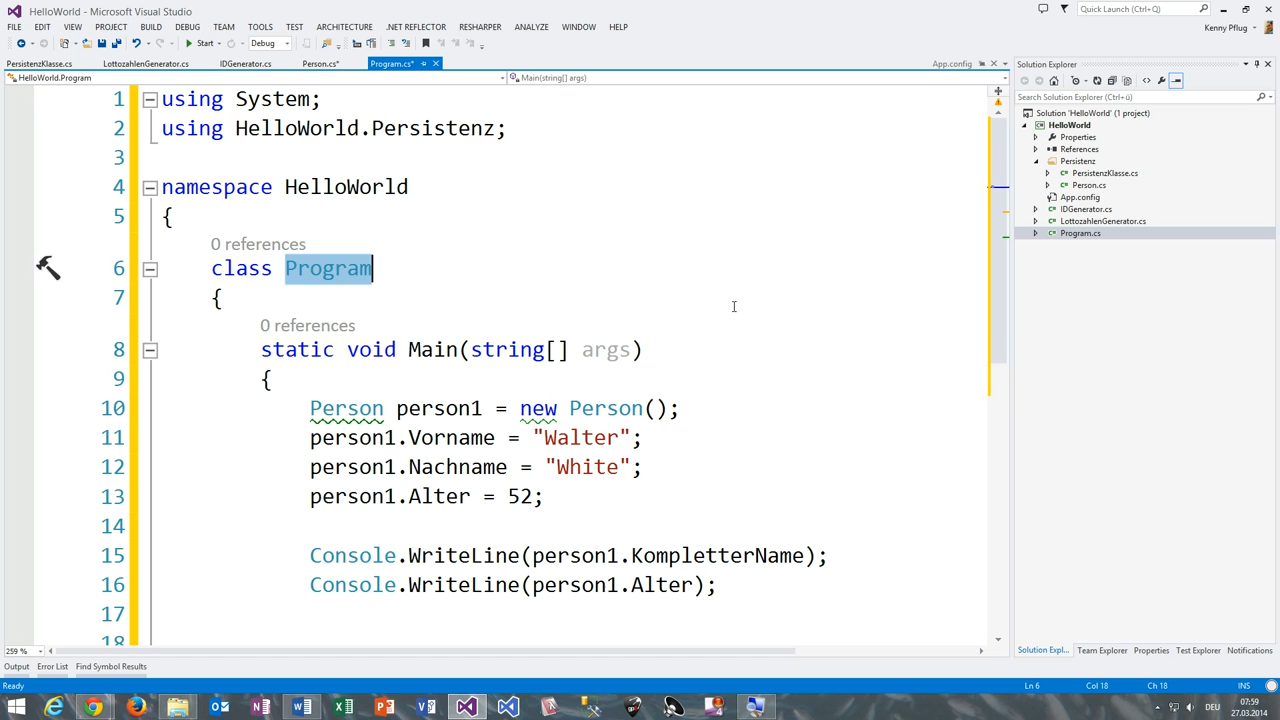 HelloWorld - Microsoft Visual Studio
Quick Launch (Ctrl+Q)
FILE EDIT VIEW PROJECT BUILD DEBUG TEAM TOOLS TEST ARCHITECTURE .NET REFLECTOR RESHARPER ANALYZE WINDOW HELP
Kenny Pflug
Start
Debug
PersistenzKlasse.cs LottozahlenGenerator.cs IDGenerator.cs Person.cs* Program.cs* App.config
HelloWorld.Program
Main(string[] args)
1 using System;
2 using HelloWorld.Persistenz;
3
4 namespace HelloWorld
5 {
0 references
6 class Program
7 {
0 references
8 static void Main(string[] args)
9 {
10 Person person1 = new Person();
11 person1.Vorname = "Walter";
12 person1.Nachname = "White";
13 person1.Alter = 52;
14
15 Console.WriteLine(person1.KompletterName);
16 Console.WriteLine(person1.Alter);
17
18
259 %
Solution Explorer
Search Solution Explorer (Ctrl+ü)
Solution 'HelloWorld' (1 project)
HelloWorld
Properties
References
Persistenz
PersistenzKlasse.cs
Person.cs
App.config
IDGenerator.cs
LottozahlenGenerator.cs
Program.cs
Solution Expl... Team Explorer Properties Test Explorer Notifications
Output Error List Find Symbol Results
Ready
Ln 6 Col 18 Ch 18 INS
DEU
07:59
27.03.2014